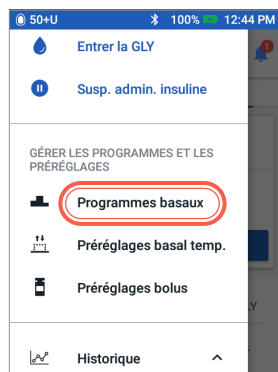 50+U 100% 12:44 PM
Entrer la GLY
Susp. admin. insuline
GÉRER LES PROGRAMMES ET LES
PRÉRÉGLAGES
Programmes basaux
Préréglages basal temp.
Préréglages bolus
Y
Historique